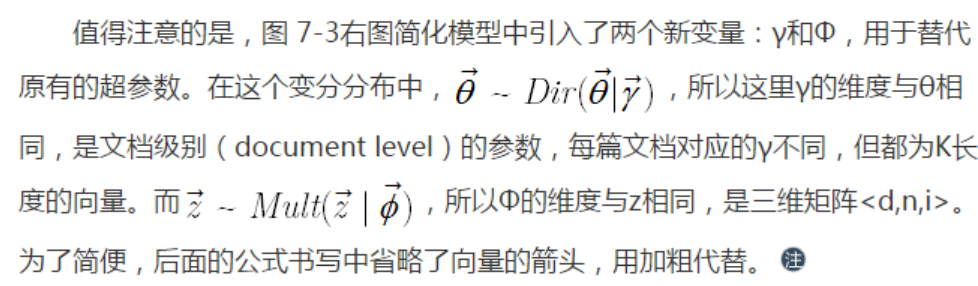 值得注意的是，图 7-3右图简化模型中引入了两个新变量：γ和Φ，用于替代
原有的超参数。在这个变分分布中，$\vec{\theta} \sim Dir(\vec{\theta}|\vec{\gamma})$，所以这里γ的维度与θ相
同，是文档级别（document level）的参数，每篇文档对应的γ不同，但都为K长
度的向量。而 $\vec{z} \sim Mult(\vec{z} \mid \vec{\phi})$，所以Φ的维度与z相同，是三维矩阵<d,n,i>。
为了简便，后面的公式书写中省略了向量的箭头，用加粗代替。 注